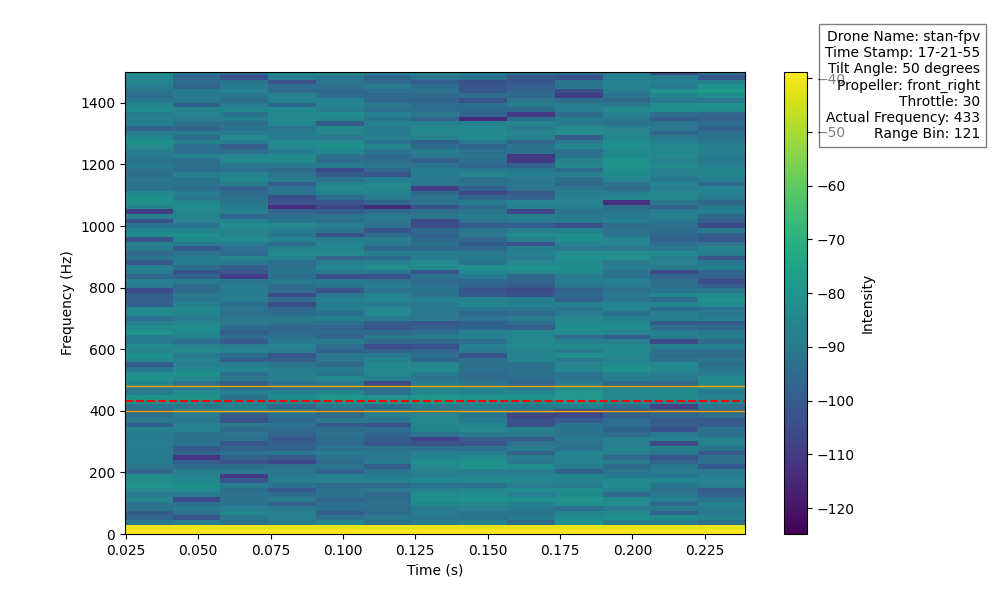 Drone Name: stan-fpv
Time Stamp: 17-21-55
Tilt Angle: 50 degrees
Propeller: front_right
Throttle: 30
Actual Frequency: 433
Range Bin: 121
1400
1200
1000
800
600
400
200
0
Frequency (Hz)
0.025
0.050
0.075
0.100
0.125
0.150
0.175
0.200
0.225
Time (s)
−40
−50
−60
−70
−80
−90
−100
−110
−120
Intensity